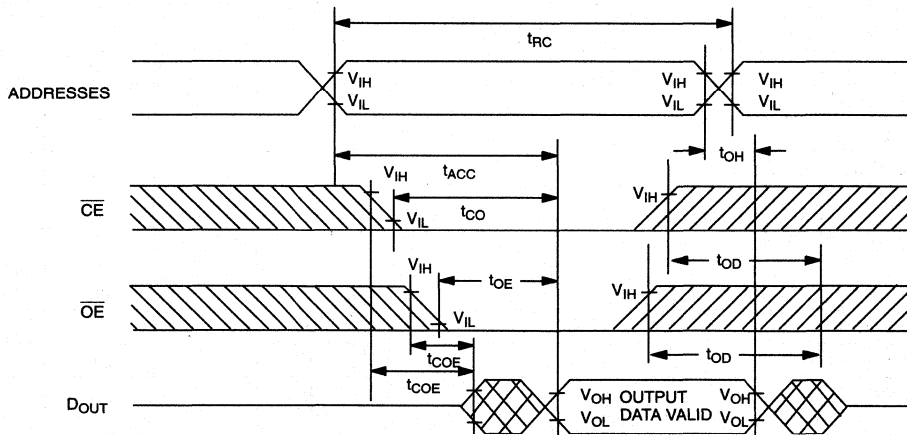 tRC
ADDRESSES
VIH VIH VIH
VIL VIL VIL
tOH
tACC
CE
VIH
tCO
VIL
VIH
tOD
OE
VIH
tOE
VIL
VIH
tOD
tCOE
tCOE
DOUT
VOH OUTPUT VOH
VOL DATA VALID VOL